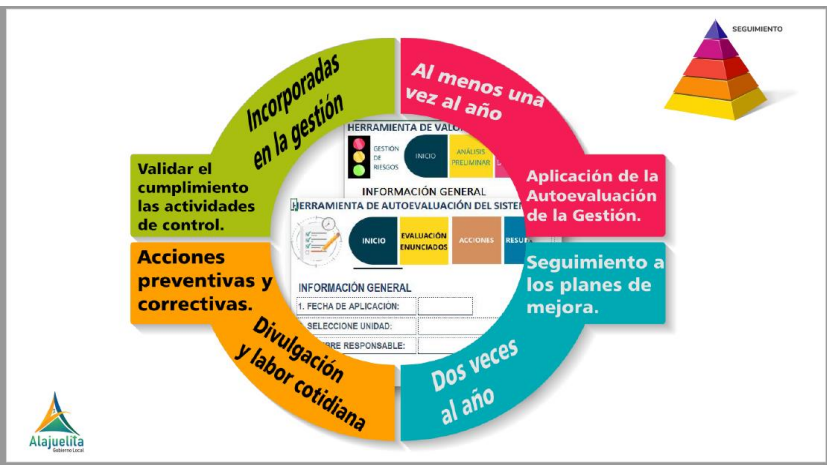 SEGUIMIENTO
Incorporadas
en la gestión
Validar el
cumplimiento
las actividades
de control.
Al menos una
vez al año
Aplicación de la
Autoevaluación
de la Gestión.
HERRAMIENTA DE
GESTIÓN
DE
RIESGOS
INICIO
ANÁLISIS
PRELIMINAR
INFORMACIÓN GENERAL
HERRAMIENTA DE AUTOEVALUACIÓN DEL
INICIO
EVALUACIÓN
ENUNCIADOS
ACCIONES
INFORMACIÓN GENERAL
1. FECHA DE APLICACIÓN:
SELECCIONE UNIDAD:
RESPONSABLE:
Acciones
preventivas y
correctivas.
Divulgación
y labor cotidiana
Seguimiento a
los planes de
mejora.
Dos veces
al año
Alajuelita
Gobierno Local